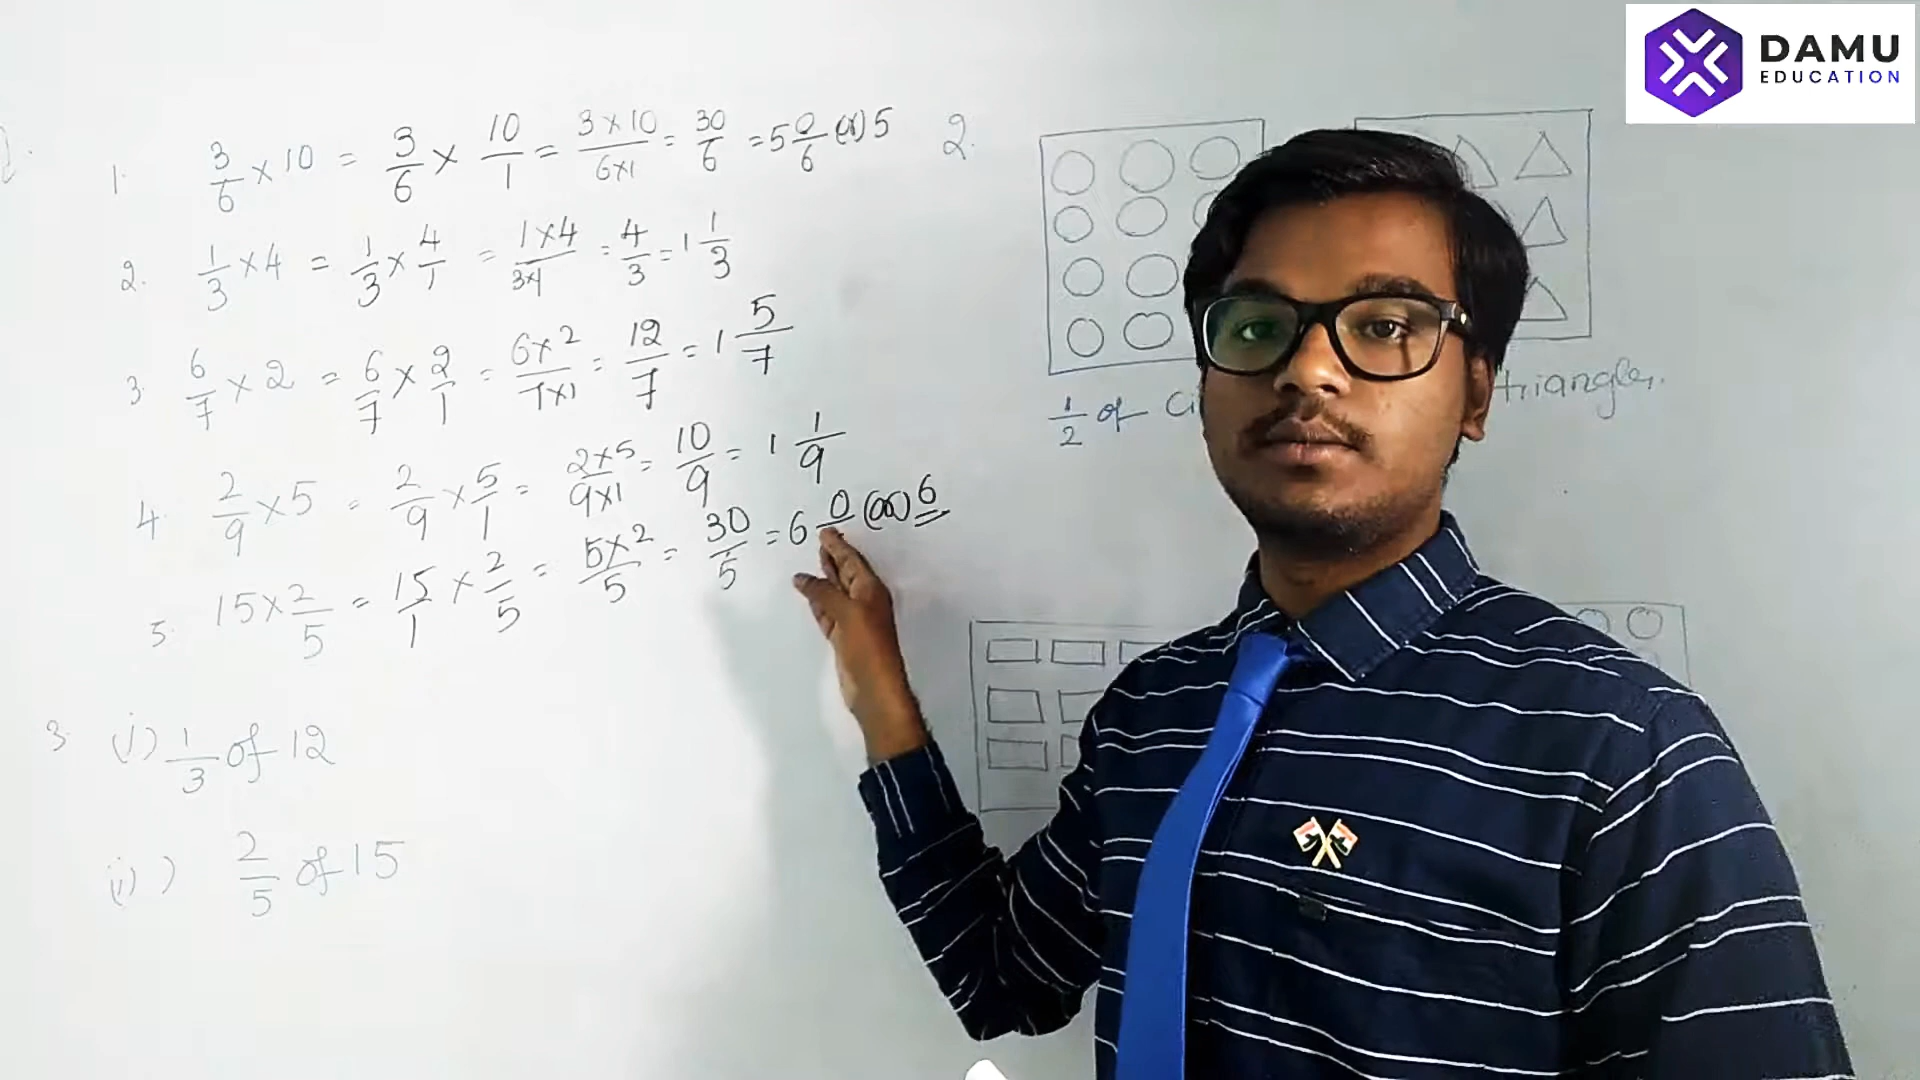 DAMU
EDUCATION
1. 3/6 × 10 = 3/6 × 10/1 = 3×10/6×1 = 30/6 = 5 0/6 (or) 5
2. 1/3 × 4 = 1/3 × 4/1 = 1×4/3×1 = 4/3 = 1 1/3
3. 6/7 × 2 = 6/7 × 2/1 = 6×2/7×1 = 12/7 = 1 5/7
4. 2/9 × 5 = 2/9 × 5/1 = 2×5/9×1 = 10/9 = 1 1/9
5. 15 × 2/5 = 15/1 × 2/5 = 5×2/5 = 30/5 = 6 0 (or) 6
3. (i) 1/3 of 12
(ii) 2/5 of 15
2.
1/2 of Ci
triangles.